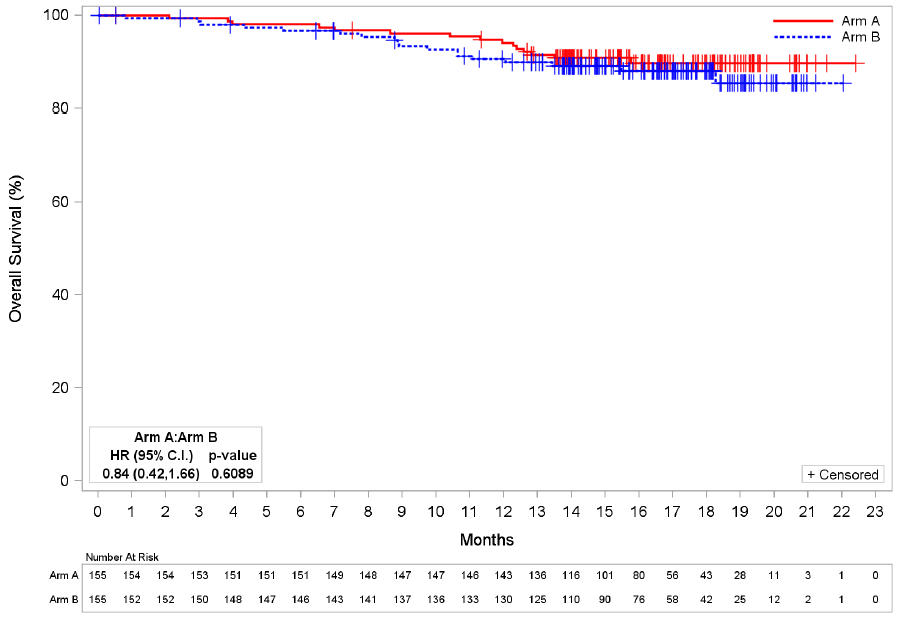 100
80
60
40
20
0
Overall Survival (%)
Arm A
Arm B
Arm A:Arm B
HR (95% C.I.) p-value
0.84 (0.42,1.66) 0.6089
+ Censored
0 1 2 3 4 5 6 7 8 9 10 11 12 13 14 15 16 17 18 19 20 21 22 23
Months
Number At Risk
Arm A 155 154 154 153 151 151 151 149 148 147 147 146 143 136 116 101 80 56 43 28 11 3 1 0
Arm B 155 152 152 150 148 147 146 143 141 137 136 133 130 125 110 90 76 58 42 25 12 2 1 0